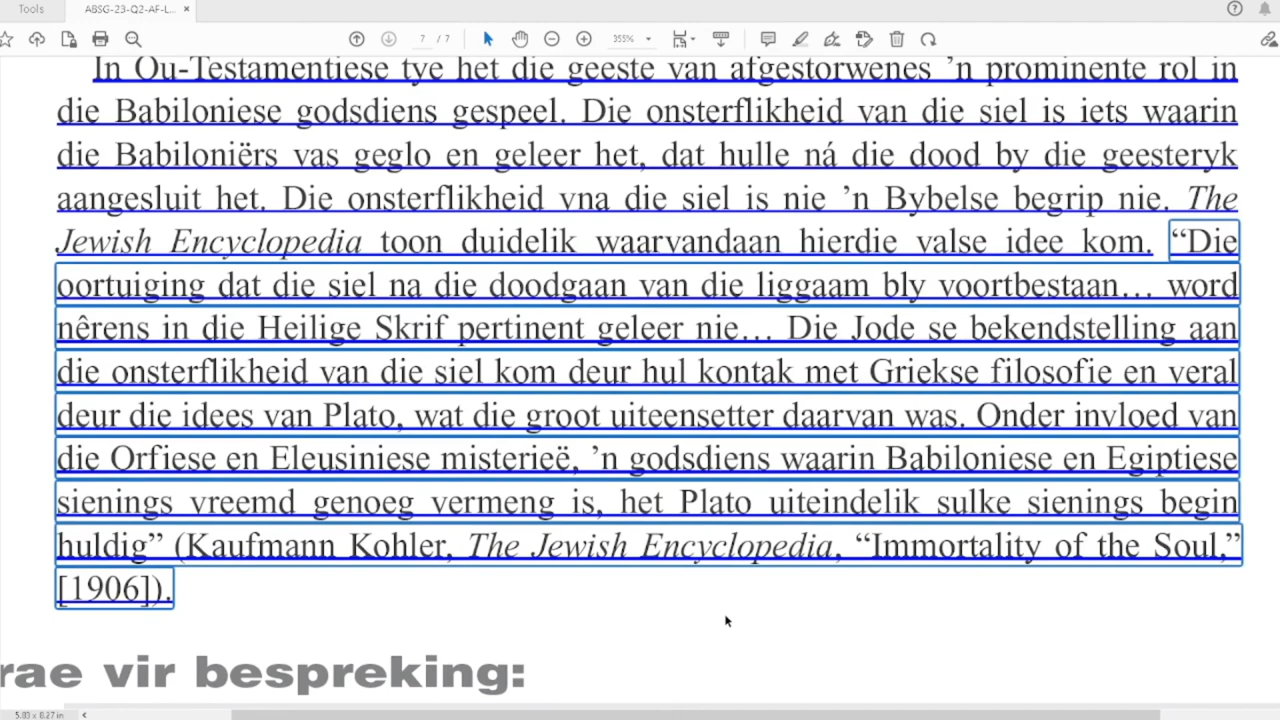 Tools
ABSG-23-Q2-AF-L... ×
7 / 7
355%
In Ou-Testamentiese tye het die geeste van afgestorwenes ’n prominente rol in
die Babiloniese godsdiens gespeel. Die onsterflikheid van die siel is iets waarin
die Babiloniërs vas geglo en geleer het, dat hulle ná die dood by die geesteryk
aangesluit het. Die onsterflikheid vna die siel is nie ’n Bybelse begrip nie. The
Jewish Encyclopedia toon duidelik waarvandaan hierdie valse idee kom. “Die
oortuiging dat die siel na die doodgaan van die liggaam bly voortbestaan… word
nêrens in die Heilige Skrif pertinent geleer nie… Die Jode se bekendstelling aan
die onsterflikheid van die siel kom deur hul kontak met Griekse filosofie en veral
deur die idees van Plato, wat die groot uiteensetter daarvan was. Onder invloed van
die Orfiese en Eleusiniese misterieë, ’n godsdiens waarin Babiloniese en Egiptiese
sienings vreemd genoeg vermeng is, het Plato uiteindelik sulke sienings begin
huldig” (Kaufmann Kohler, The Jewish Encyclopedia, “Immortality of the Soul,”
[1906]).
rae vir bespreking:
5.83 x 8.27 in